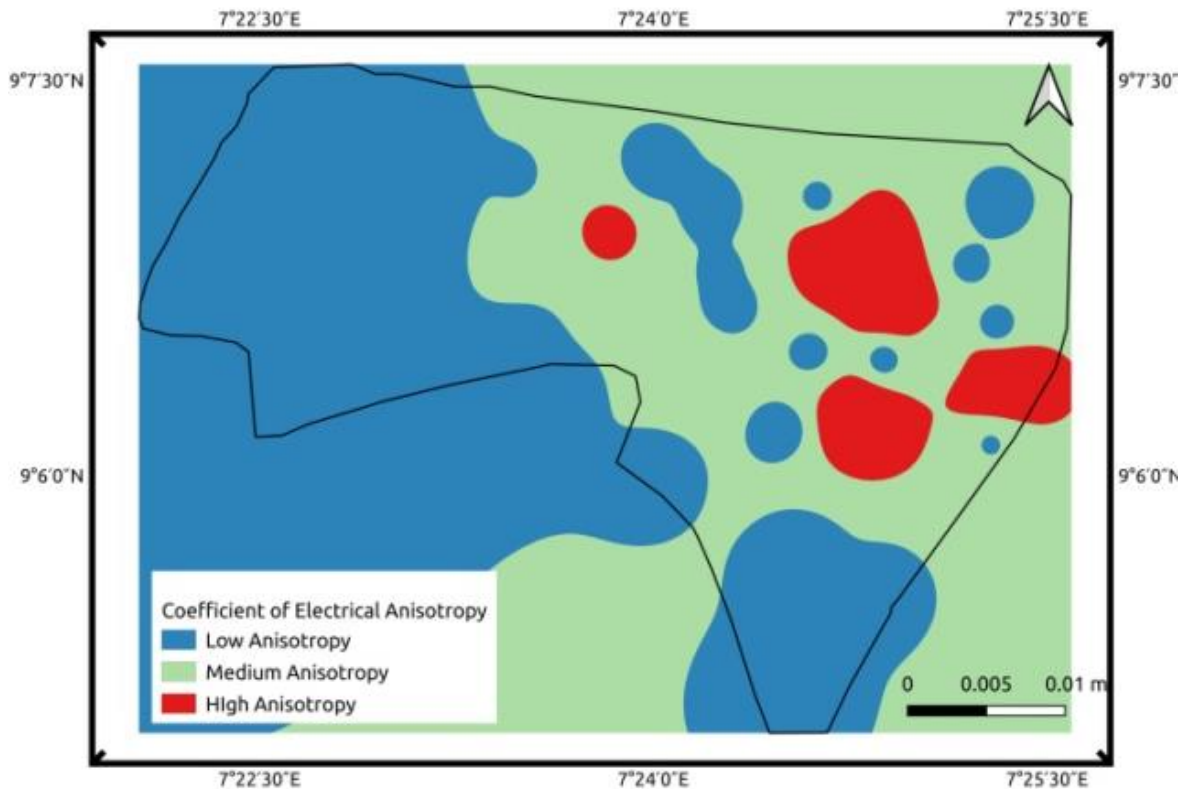 7°22′30″E 7°24′0″E 7°25′30″E
9°7′30″N 9°7′30″N
9°6′0″N 9°6′0″N
Coefficient of Electrical Anisotropy
Low Anisotropy
Medium Anisotropy
HIgh Anisotropy
0 0.005 0.01 m
7°22′30″E 7°24′0″E 7°25′30″E